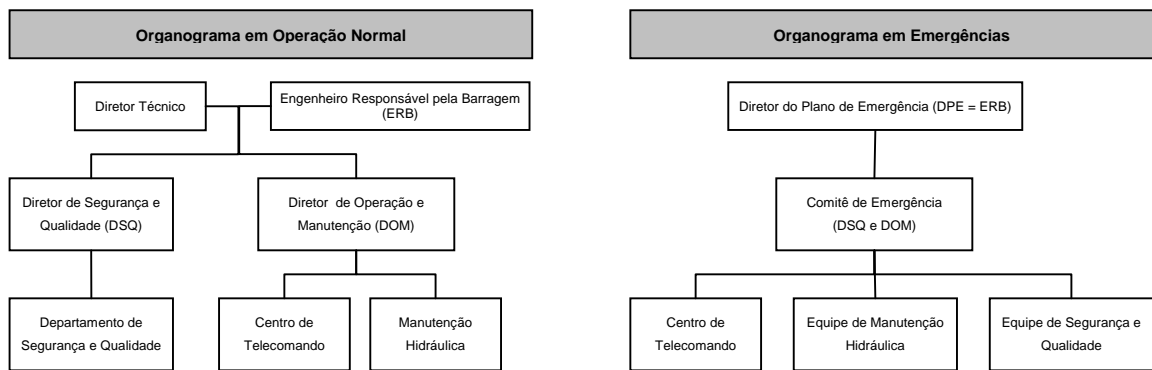 Organograma em Operação Normal
Diretor Técnico
Engenheiro Responsável pela Barragem
(ERB)
Diretor de Segurança e
Qualidade (DSQ)
Diretor de Operação e
Manutenção (DOM)
Departamento de
Segurança e Qualidade
Centro de
Telecomando
Manutenção
Hidráulica
Organograma em Emergências
Diretor do Plano de Emergência (DPE = ERB)
Comitê de Emergência
(DSQ e DOM)
Centro de
Telecomando
Equipe de Manutenção
Hidráulica
Equipe de Segurança e
Qualidade